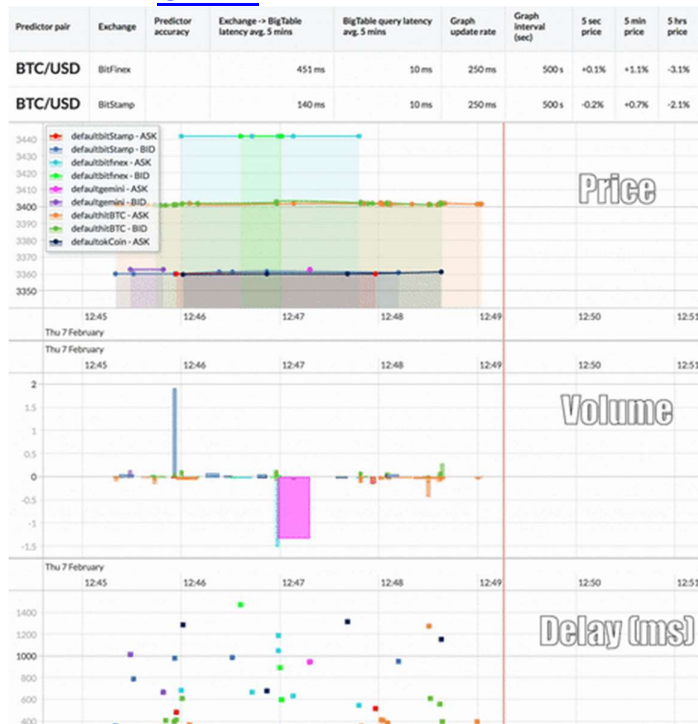 Predictor pair Exchange Predictor accuracy Exchange -> BigTable latency avg. 5 mins BigTable query latency avg. 5 mins Graph update rate Graph interval (sec) 5 sec price 5 min price 5 hrs price
BTC/USD BitFinex 451 ms 10 ms 250 ms 500 s +0.1% +1.1% -3.1%
BTC/USD BitStamp 140 ms 10 ms 250 ms 500 s -0.2% +0.7% -2.1%
defaultbitStamp - ASK
defaultbitStamp - BID
defaultbitfinex - ASK
defaultbitfinex - BID
defaultgemini - ASK
defaultgemini - BID
defaulthitBTC - ASK
defaulthitBTC - BID
defaultokCoin - ASK
3440
3430
3420
3410
3400
3390
3380
3370
3360
3350
Price
12:45 12:46 12:47 12:48 12:49 12:50 12:51
Thu 7 February
Thu 7 February
12:45 12:46 12:47 12:48 12:49 12:50 12:51
2
1.5
1
0.5
0
-0.5
-1
-1.5
Volume
Thu 7 February
12:45 12:46 12:47 12:48 12:49 12:50 12:51
1400
1200
1000
800
600
400
Delay (ms)